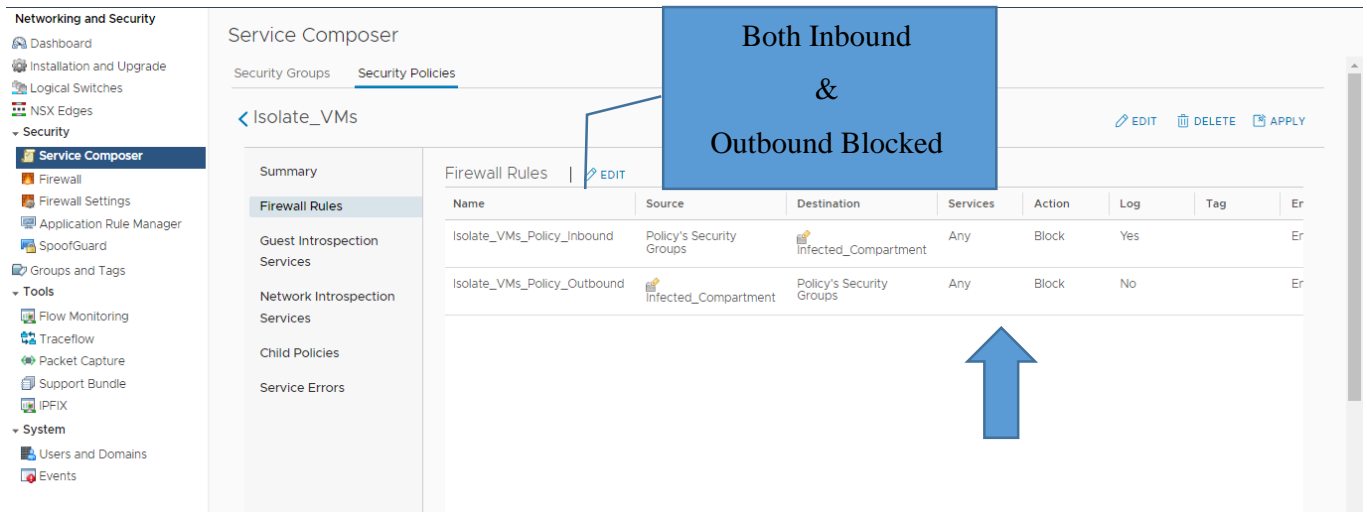 Networking and Security
Dashboard
Installation and Upgrade
Logical Switches
NSX Edges
Security
Service Composer
Firewall
Firewall Settings
Application Rule Manager
SpoofGuard
Groups and Tags
Tools
Flow Monitoring
Traceflow
Packet Capture
Support Bundle
IPFIX
System
Users and Domains
Events
Service Composer
Security Groups Security Policies
Isolate_VMs
EDIT DELETE APPLY
Both Inbound
&
Outbound Blocked
Summary
Firewall Rules
Guest Introspection
Services
Network Introspection
Services
Child Policies
Service Errors
Firewall Rules | EDIT
Name Source Destination Services Action Log Tag Er
Isolate_VMs_Policy_Inbound Policy's Security Any Block Yes Er
Groups Infected_Compartment
Isolate_VMs_Policy_Outbound Policy's Security Any Block No Er
Infected_Compartment Groups